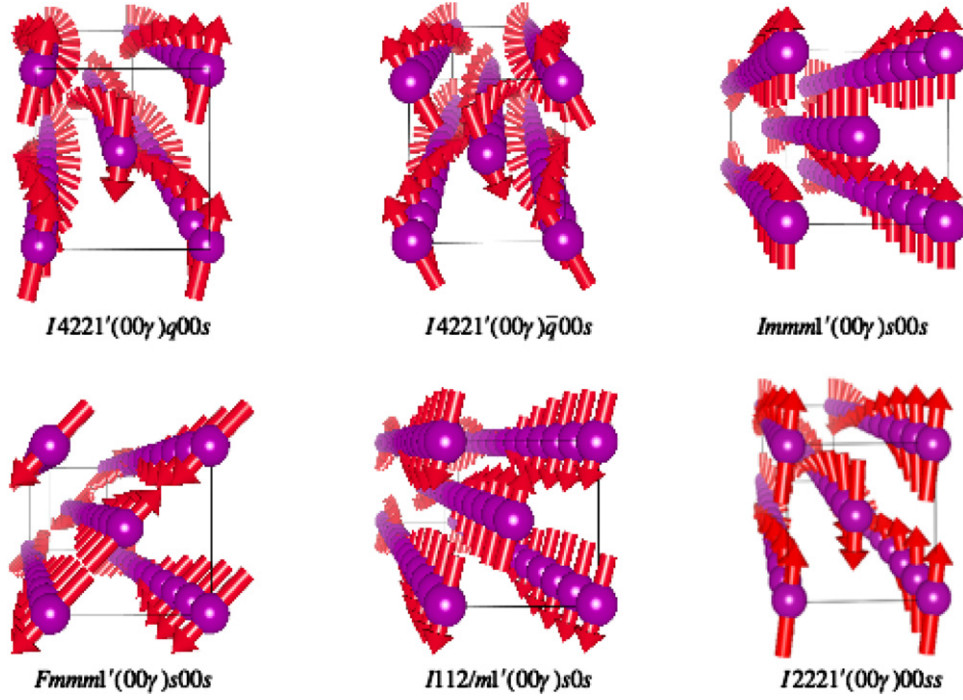 I4221′(00γ)q00s
I4221′(00γ)q̄00s
Immm1′(00γ)s00s
Fmmm1′(00γ)s00s
I112/m1′(00γ)s0s
I2221′(00γ)00ss